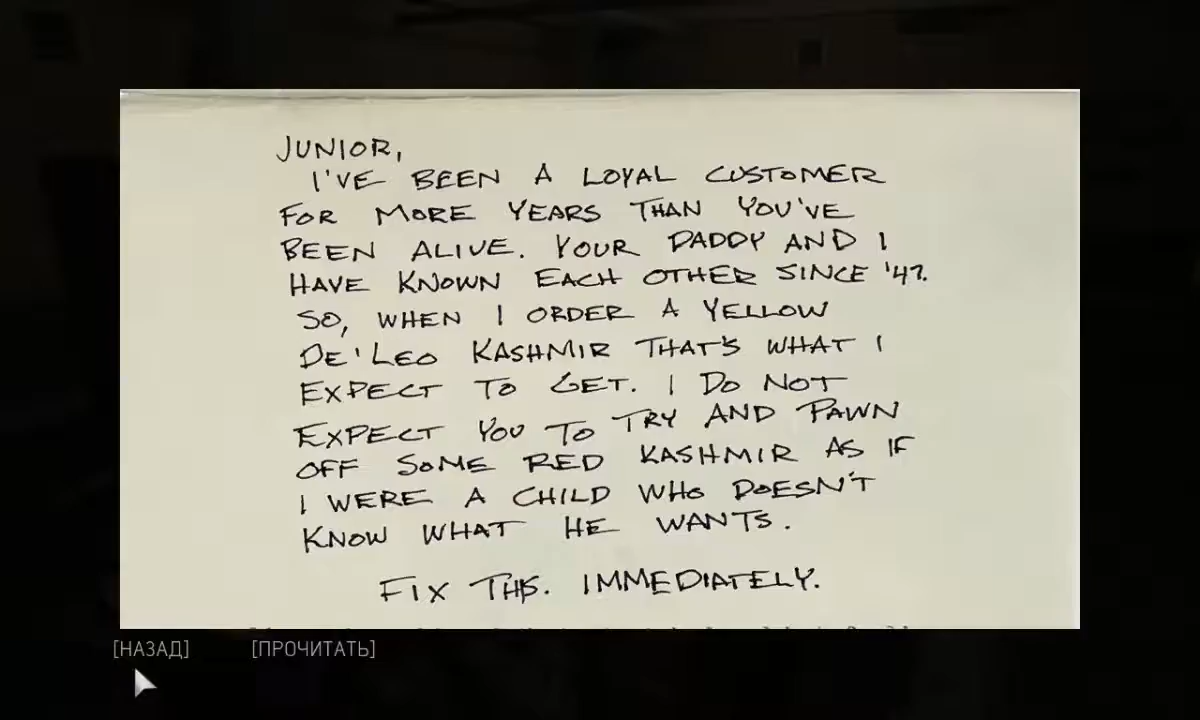 JUNIOR,
I'VE BEEN A LOYAL CUSTOMER
FOR MORE YEARS THAN YOU'VE
BEEN ALIVE. YOUR DADDY AND I
HAVE KNOWN EACH OTHER SINCE '47.
SO, WHEN I ORDER A YELLOW
DE'LEO KASHMIR THAT'S WHAT I
EXPECT TO GET. I DO NOT
EXPECT YOU TO TRY AND PAWN
OFF SOME RED KASHMIR AS IF
I WERE A CHILD WHO DOESN'T
KNOW WHAT HE WANTS.
FIX THIS. IMMEDIATELY.
[НАЗАД] [ПРОЧИТАТЬ]